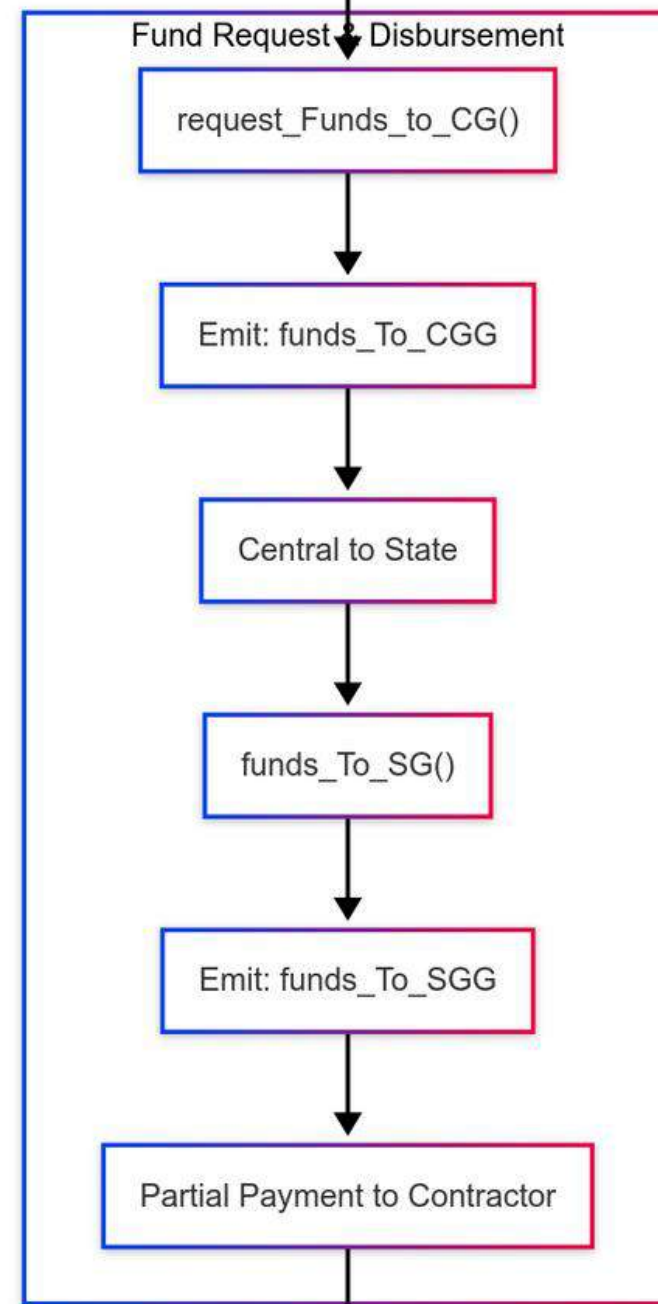 Fund Request & Disbursement
request_Funds_to_CG()
Emit: funds_To_CGG
Central to State
funds_To_SG()
Emit: funds_To_SGG
Partial Payment to Contractor